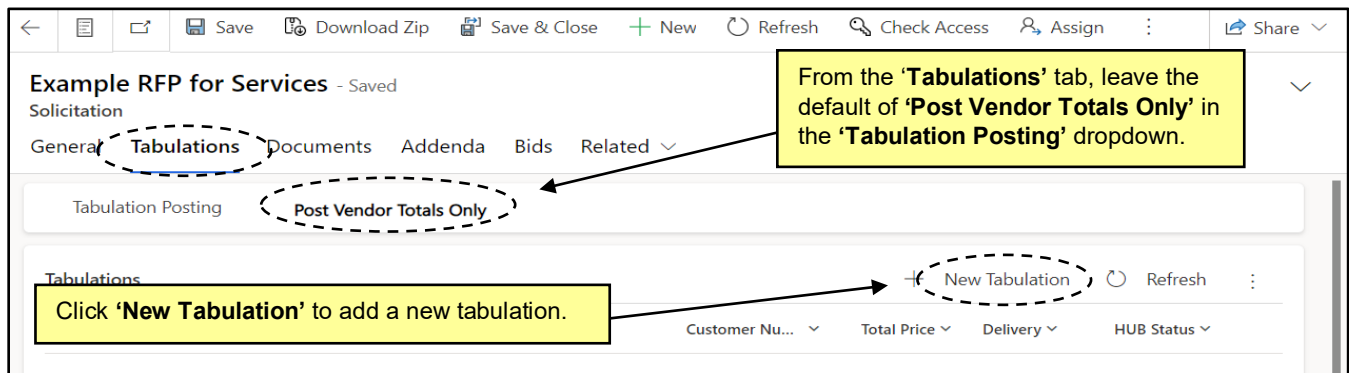 Save Download Zip Save & Close New Refresh Check Access Assign Share
Example RFP for Services - Saved
Solicitation
From the ‘Tabulations’ tab, leave the
default of ‘Post Vendor Totals Only’ in
the ‘Tabulation Posting’ dropdown.
General Tabulations Documents Addenda Bids Related
Tabulation Posting Post Vendor Totals Only
Tabulations New Tabulation Refresh
Click ‘New Tabulation’ to add a new tabulation.
Customer Nu... Total Price Delivery HUB Status